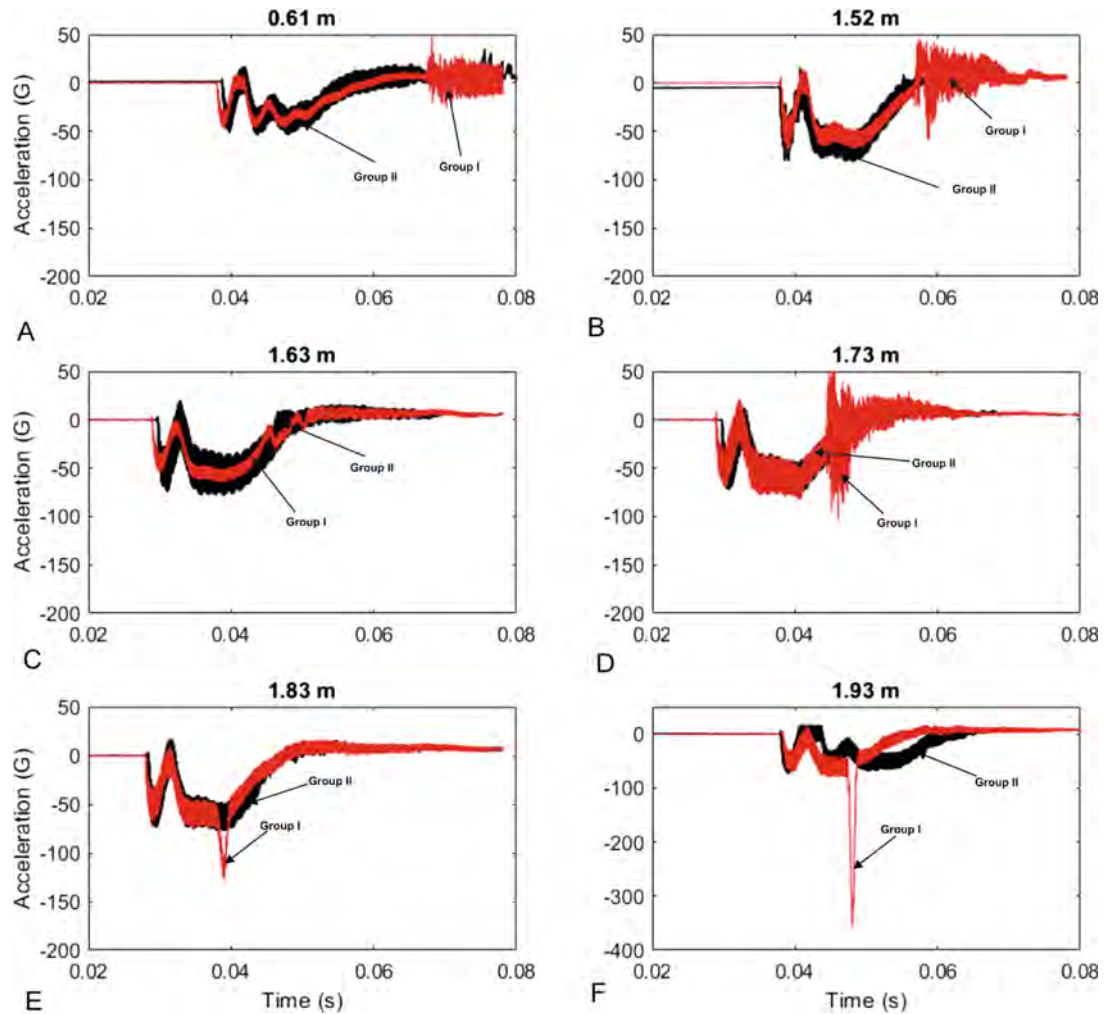 0.61 m
1.52 m
50
0
-50
-100
-150
-200
Acceleration (G)
0.02
0.04
0.06
0.08
Group II
Group I
A
50
0
-50
-100
-150
-200
Acceleration (G)
0.02
0.04
0.06
0.08
Group I
Group II
B
1.63 m
1.73 m
50
0
-50
-100
-150
-200
Acceleration (G)
0.02
0.04
0.06
0.08
Group II
Group I
C
50
0
-50
-100
-150
-200
Acceleration (G)
0.02
0.04
0.06
0.08
Group II
Group I
D
1.83 m
1.93 m
50
0
-50
-100
-150
-200
Acceleration (G)
0.02
0.04
0.06
0.08
Group II
Group I
Time (s)
E
0
-100
-200
-300
-400
Acceleration (G)
0.02
0.04
0.06
0.08
Group II
Group I
Time (s)
F